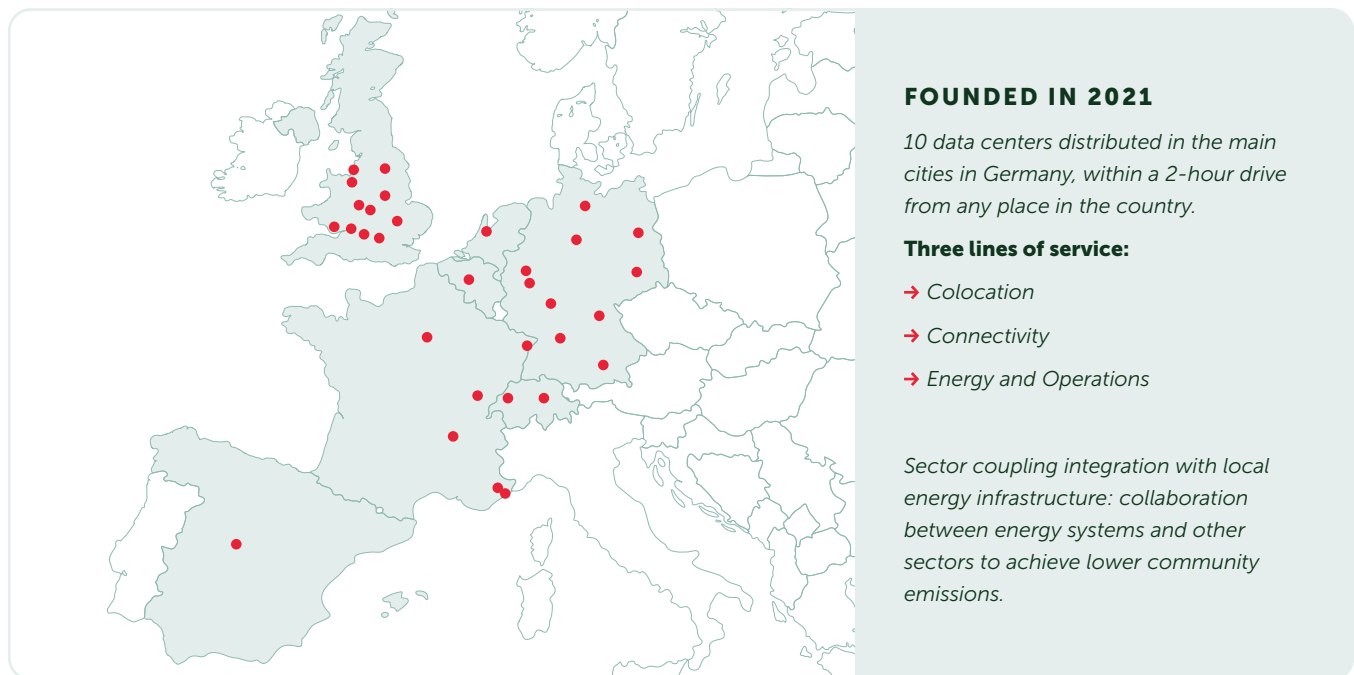 FOUNDED IN 2021
10 data centers distributed in the main
cities in Germany, within a 2-hour drive
from any place in the country.
Three lines of service:
→ Colocation
→ Connectivity
→ Energy and Operations
Sector coupling integration with local
energy infrastructure: collaboration
between energy systems and other
sectors to achieve lower community
emissions.